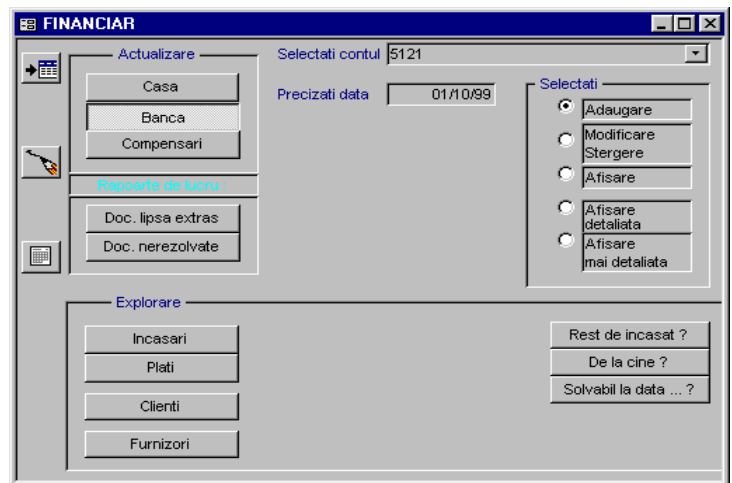 FINANCIAR
Actualizare
Casa
Banca
Compensari
Rapoarte de lucru :
Doc. lipsa extras
Doc. nerezolvate
Selectati contul 5121
Precizati data 01/10/99
Selectati
Adaugare
Modificare
Stergere
Afisare
Afisare
detaliata
Afisare
mai detaliata
Explorare
Incasari
Plati
Clienti
Furnizori
Rest de incasat ?
De la cine ?
Solvabil la data ... ?